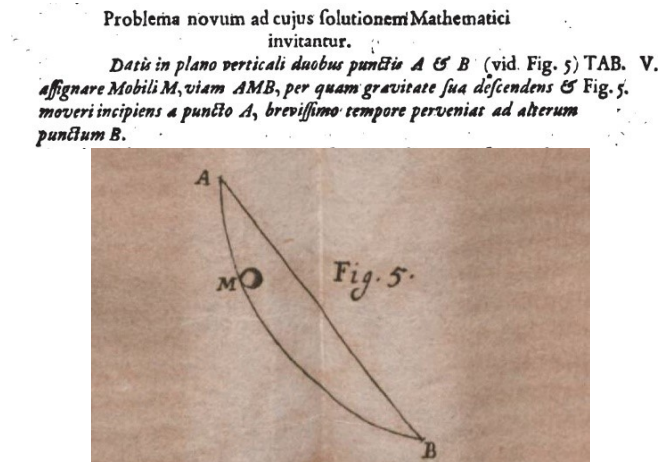 Problema novum ad cujus ſolutionem Mathematici
invitantur.
Datis in plano verticali duobus punctis A & B (vid. Fig. 5) TAB. V.
aſſignare Mobili M, viam AMB, per quam gravitate ſua deſcendens & Fig. 5.
moveri incipiens a puncto A, breviſſimo tempore perveniat ad alterum
punctum B.
A
M
Fig. 5.
B